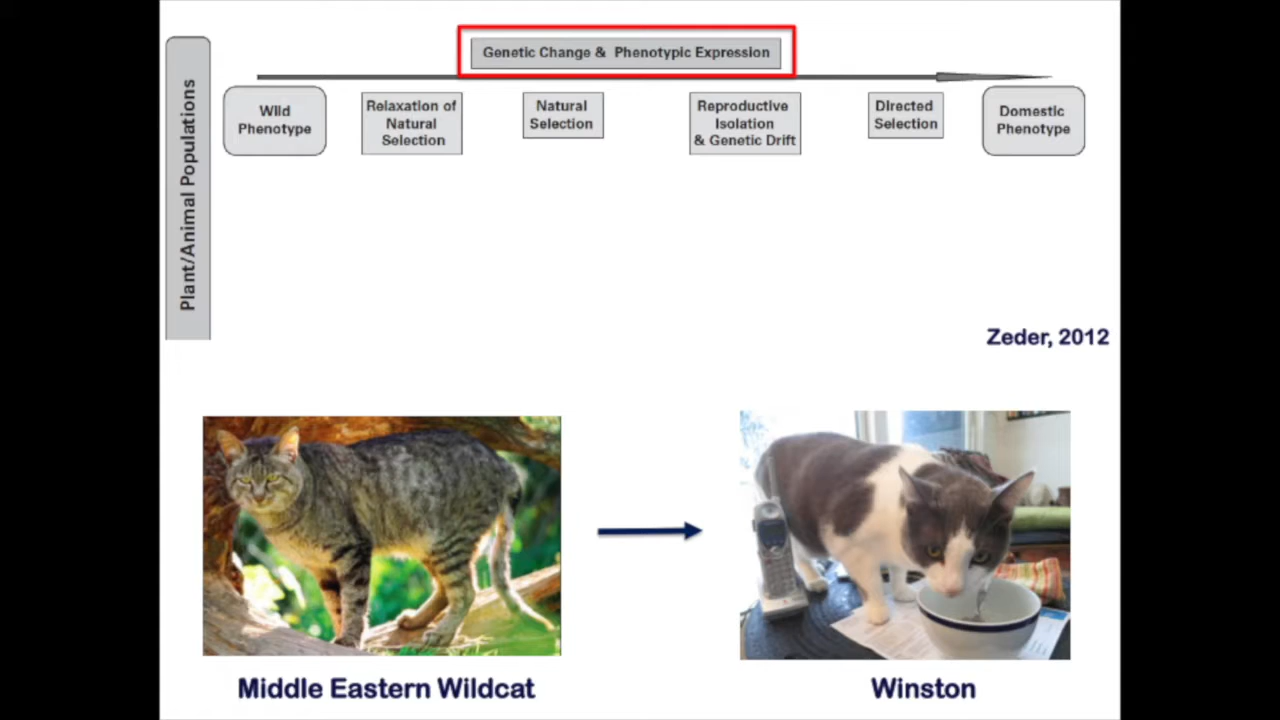 Genetic Change & Phenotypic Expression
Plant/Animal Populations
Wild
Phenotype
Relaxation of
Natural
Selection
Natural
Selection
Reproductive
Isolation
& Genetic Drift
Directed
Selection
Domestic
Phenotype
Zeder, 2012
Middle Eastern Wildcat
Winston